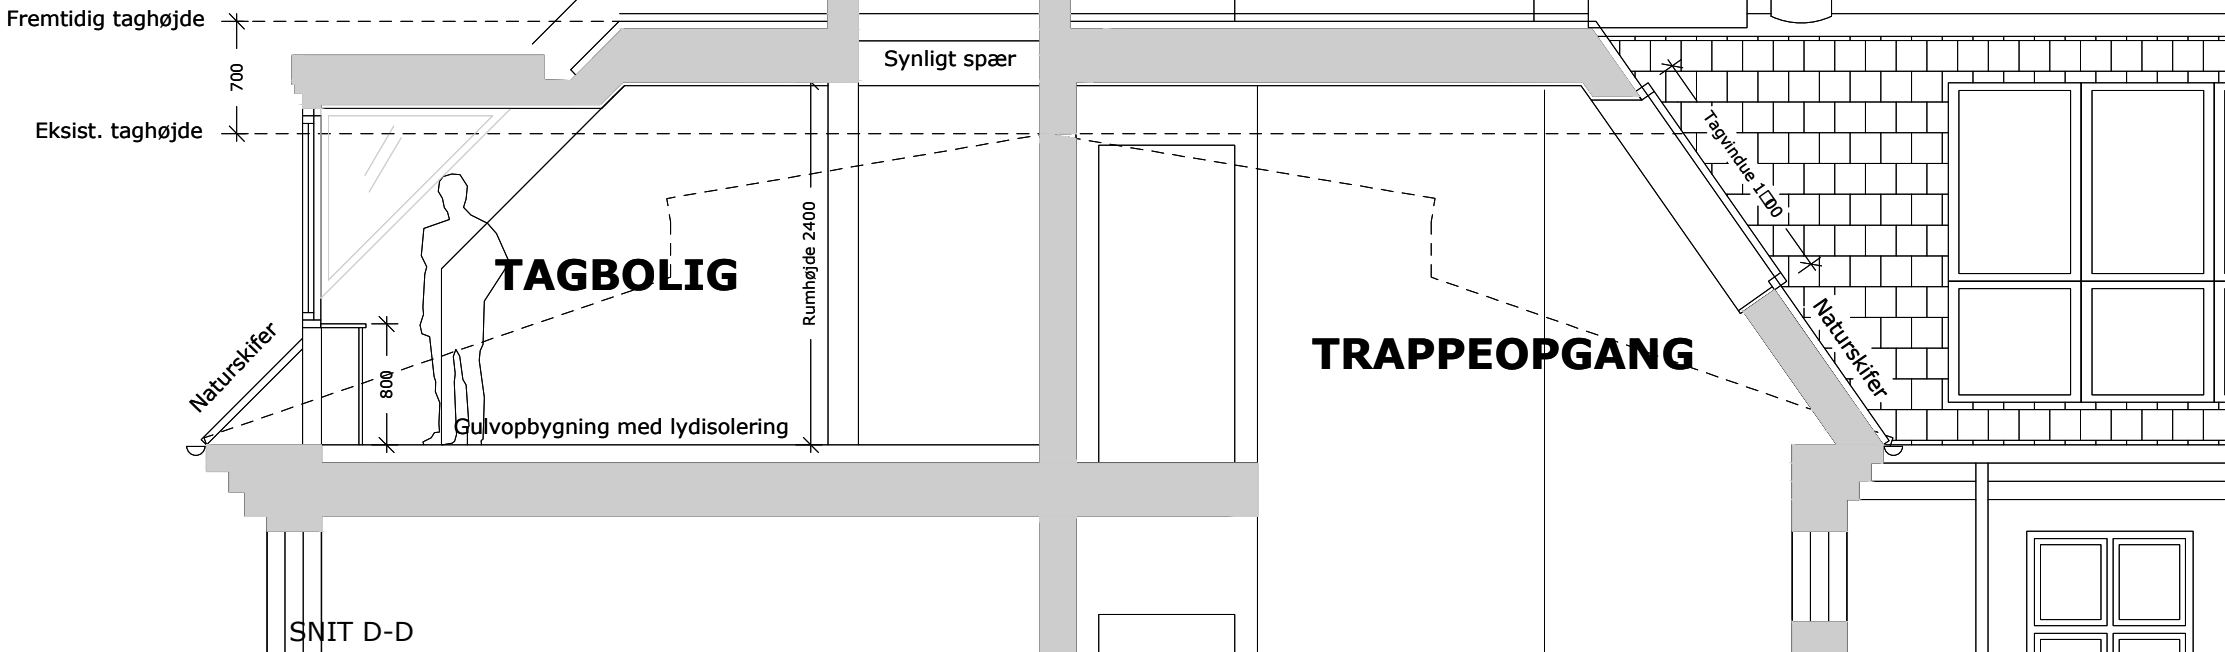 Fremtidig taghøjde
700
Synligt spær
Eksist. taghøjde
Tagvindue
Rumhøjde 2400
TAGBOLIG
Naturskifer
TRAPPEOPGANG
Naturskifer
800
Gulvopbygning med lydisolering
SNIT D-D